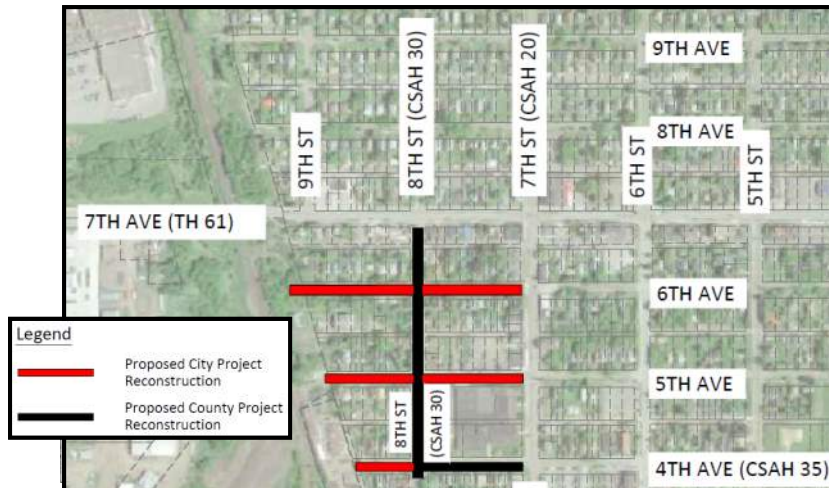 9TH AVE
8TH AVE
9TH ST
8TH ST (CSAH 30)
7TH ST (CSAH 20)
6TH ST
5TH ST
7TH AVE (TH 61)
6TH AVE
5TH AVE
8TH ST
(CSAH 30)
4TH AVE (CSAH 35)
Legend
Proposed City Project
Reconstruction
Proposed County Project
Reconstruction